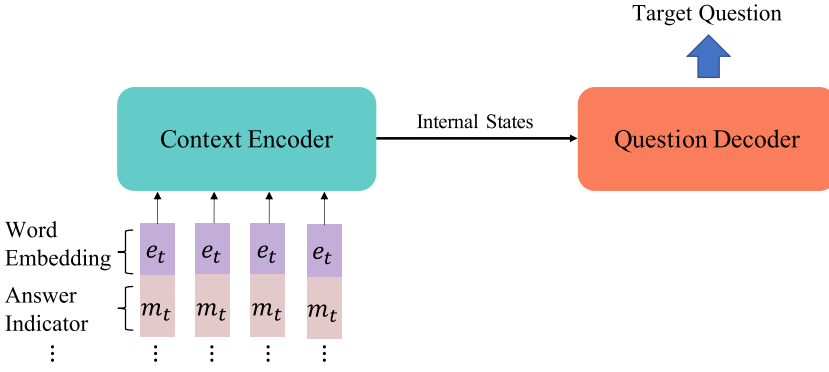 Target Question
Context Encoder
Internal States
Question Decoder
Word
Embedding
e_t e_t e_t e_t
Answer
Indicator
m_t m_t m_t m_t